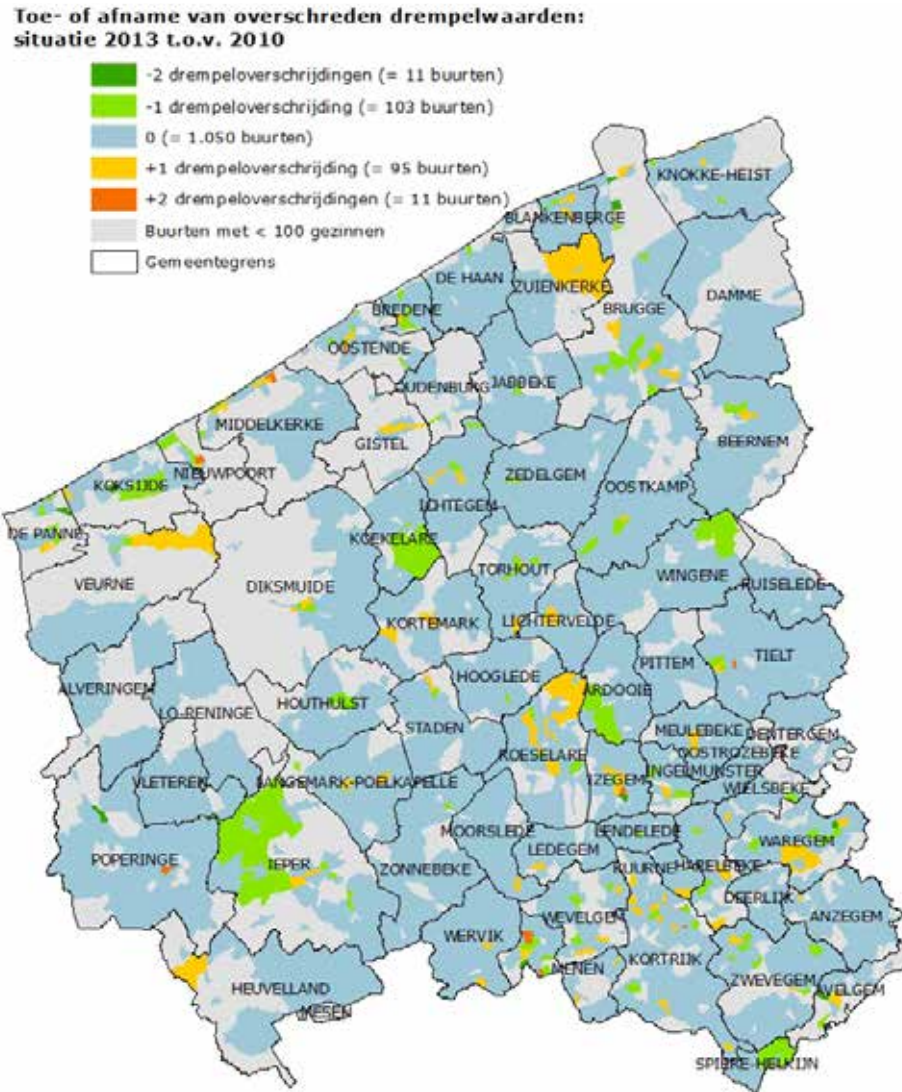 Toe- of afname van overschreden drempelwaarden:
situatie 2013 t.o.v. 2010
-2 drempeloverschrijdingen (= 11 buurten)
-1 drempeloverschrijding (= 103 buurten)
0 (= 1.050 buurten)
+1 drempeloverschrijding (= 95 buurten)
+2 drempeloverschrijdingen (= 11 buurten)
Buurten met < 100 gezinnen
Gemeentegrens
KNOKKE-HEIST
BLANKENBERGE
DE HAAN
ZUIENKERKE
DAMME
BREDENE
BRUGGE
OOSTENDE
OUDENBURG
JABBEKE
MIDDELKERKE
GISTEL
BEERNEM
NIEUWPOORT
KOKSIJDE
ZEDELGEM
OOSTKAMP
ICHTEGEM
DE PANNE
KOEKELARE
VEURNE
DIKSMUIDE
TORHOUT
WINGENE
RUISELEDE
KORTEMARK
LICHTERVELDE
PITTEM
TIELT
HOOGLEDE
ARDOOIE
ALVERINGEM
LO-RENINGE
HOUTHULST
STADEN
MEULEBEKE
DENTERGEM
OOSTROZEBEKE
ROESELARE
INGELMUNSTER
IZEGEM
WIELSBEKE
VLETEREN
LANGEMARK-POELKAPELLE
MOORSLEDE
LENDELEDE
WAREGEM
POPERINGE
IEPER
ZONNEBEKE
LEDEGEM
KUURNE
HARELBEKE
DEERLIJK
ANZEGEM
WERVIK
WEVELGEM
MENEN
KORTRIJK
ZWEVEGEM
AVELGEM
HEUVELLAND
MESEN
SPIERE-HELKIJN